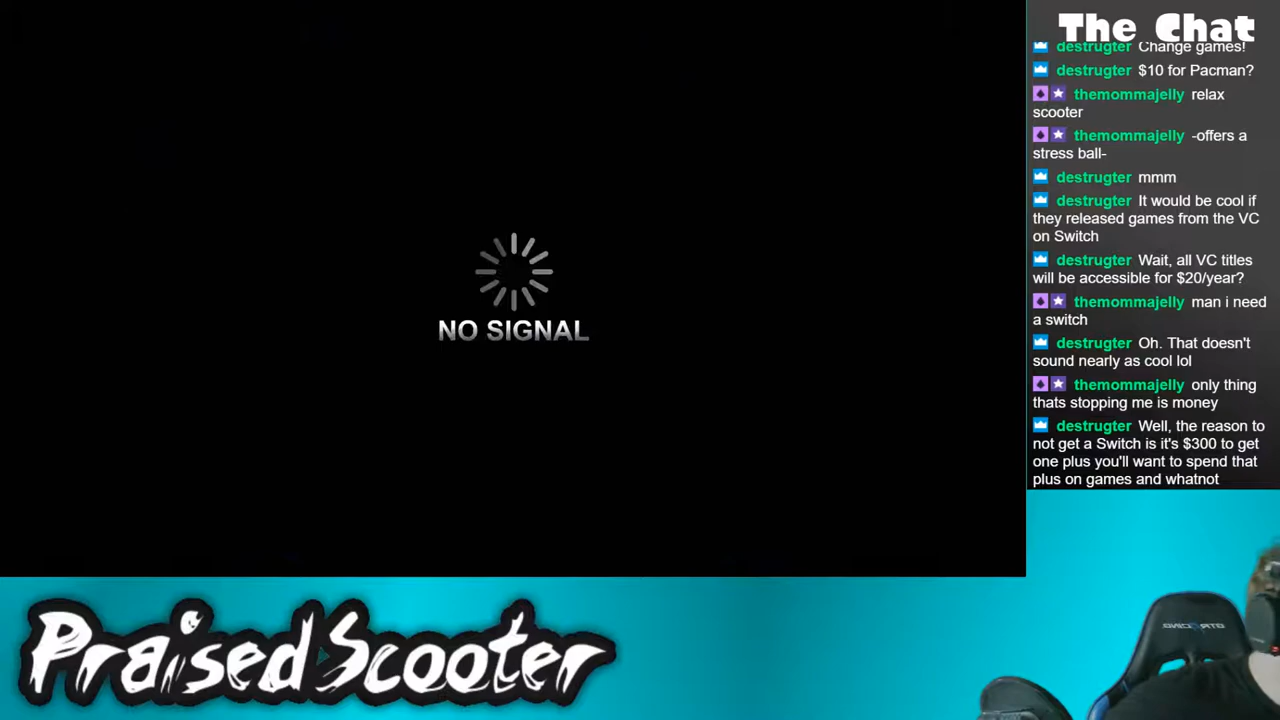 The Chat
destrugter Change games!
destrugter $10 for Pacman?
themommajelly relax
scooter
themommajelly -offers a
stress ball-
destrugter mmm
destrugter It would be cool if
they released games from the VC
on Switch
destrugter Wait, all VC titles
will be accessible for $20/year?
themommajelly man i need
a switch
destrugter Oh. That doesn't
sound nearly as cool lol
themommajelly only thing
thats stopping me is money
destrugter Well, the reason to
not get a Switch is it's $300 to get
one plus you'll want to spend that
plus on games and whatnot
NO SIGNAL
PraisedScooter